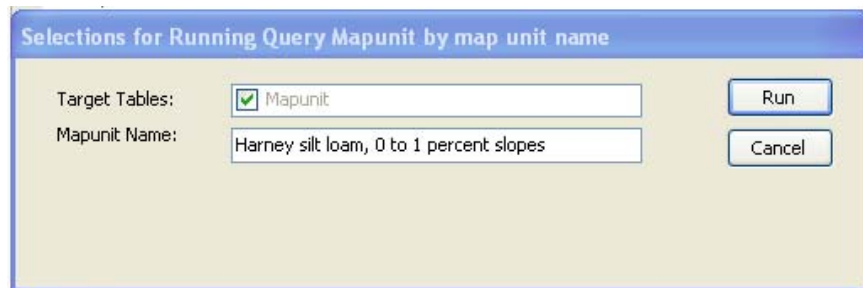 Selections for Running Query Mapunit by map unit name
Target Tables: Mapunit Run
Mapunit Name: Harney silt loam, 0 to 1 percent slopes Cancel